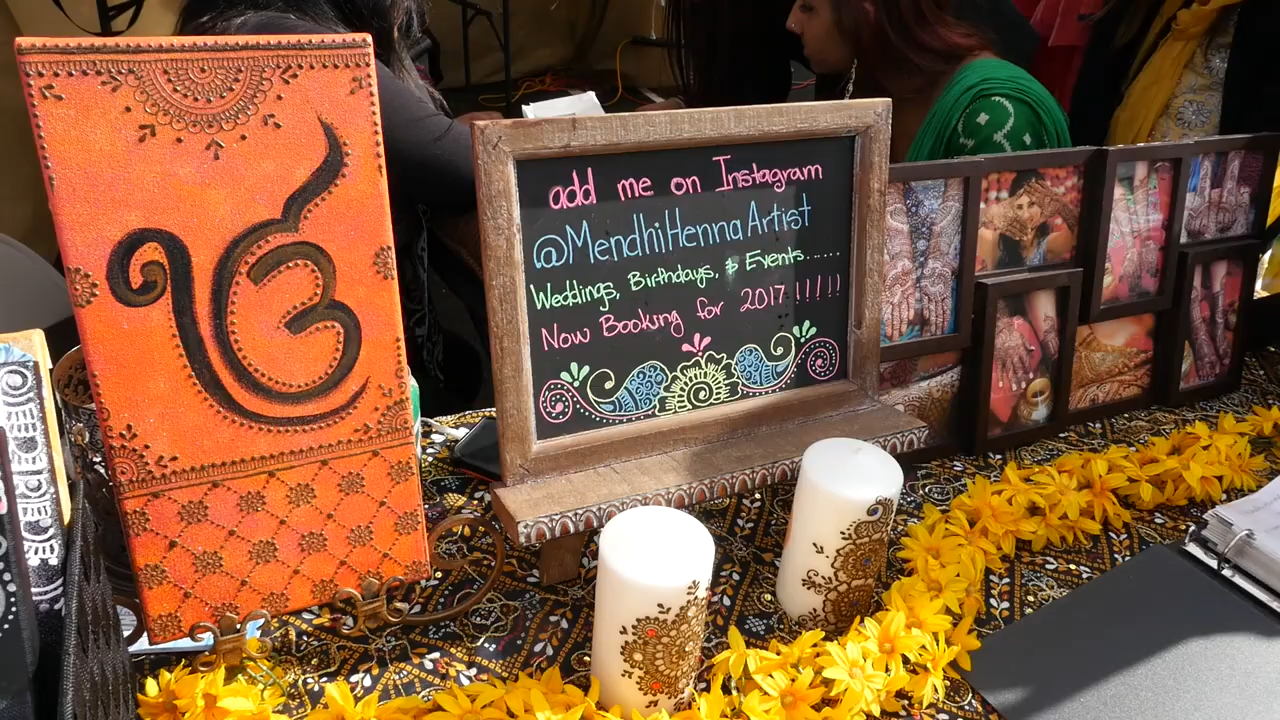 ੴ
add me on Instagram
@MendhiHennaArtist
Weddings, Birthdays, & Events......
Now Booking for 2017 !!!!!